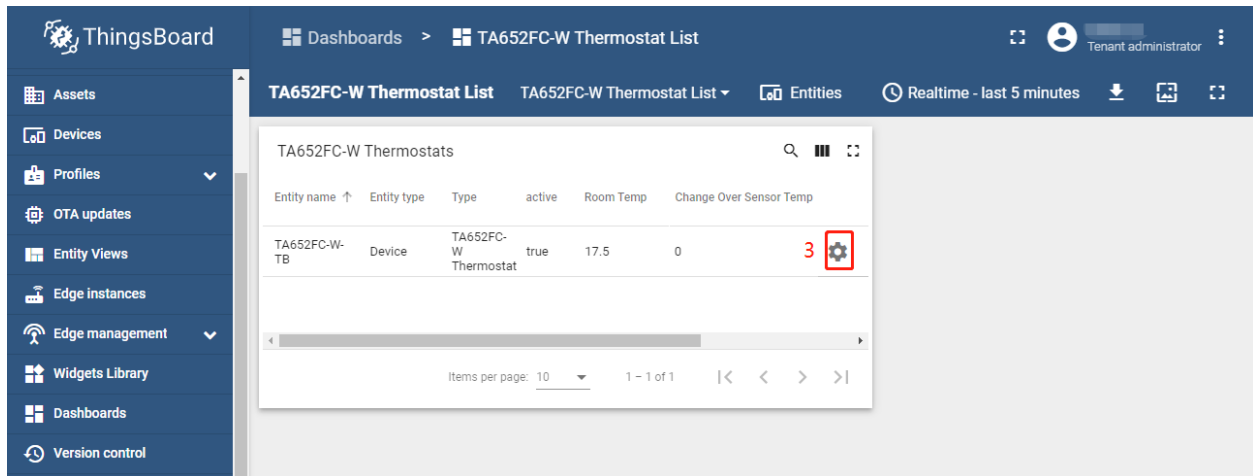 ThingsBoard
Dashboards > TA652FC-W Thermostat List
Tenant administrator
Assets
Devices
Profiles
OTA updates
Entity Views
Edge instances
Edge management
Widgets Library
Dashboards
Version control
TA652FC-W Thermostat List TA652FC-W Thermostat List Entities Realtime - last 5 minutes
TA652FC-W Thermostats
Entity name ↑ Entity type Type active Room Temp Change Over Sensor Temp
TA652FC-W-
TB
Device
TA652FC-
W
Thermostat
true 17.5 0 3
Items per page: 10 1 – 1 of 1